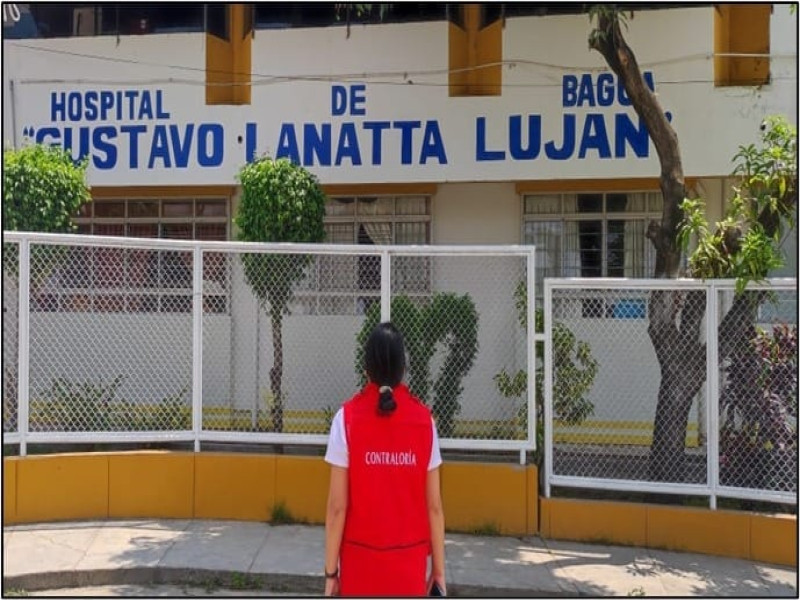 HOSPITAL DE BAGUA
"GUSTAVO LANATTA LUJAN"
CONTRALORÍA